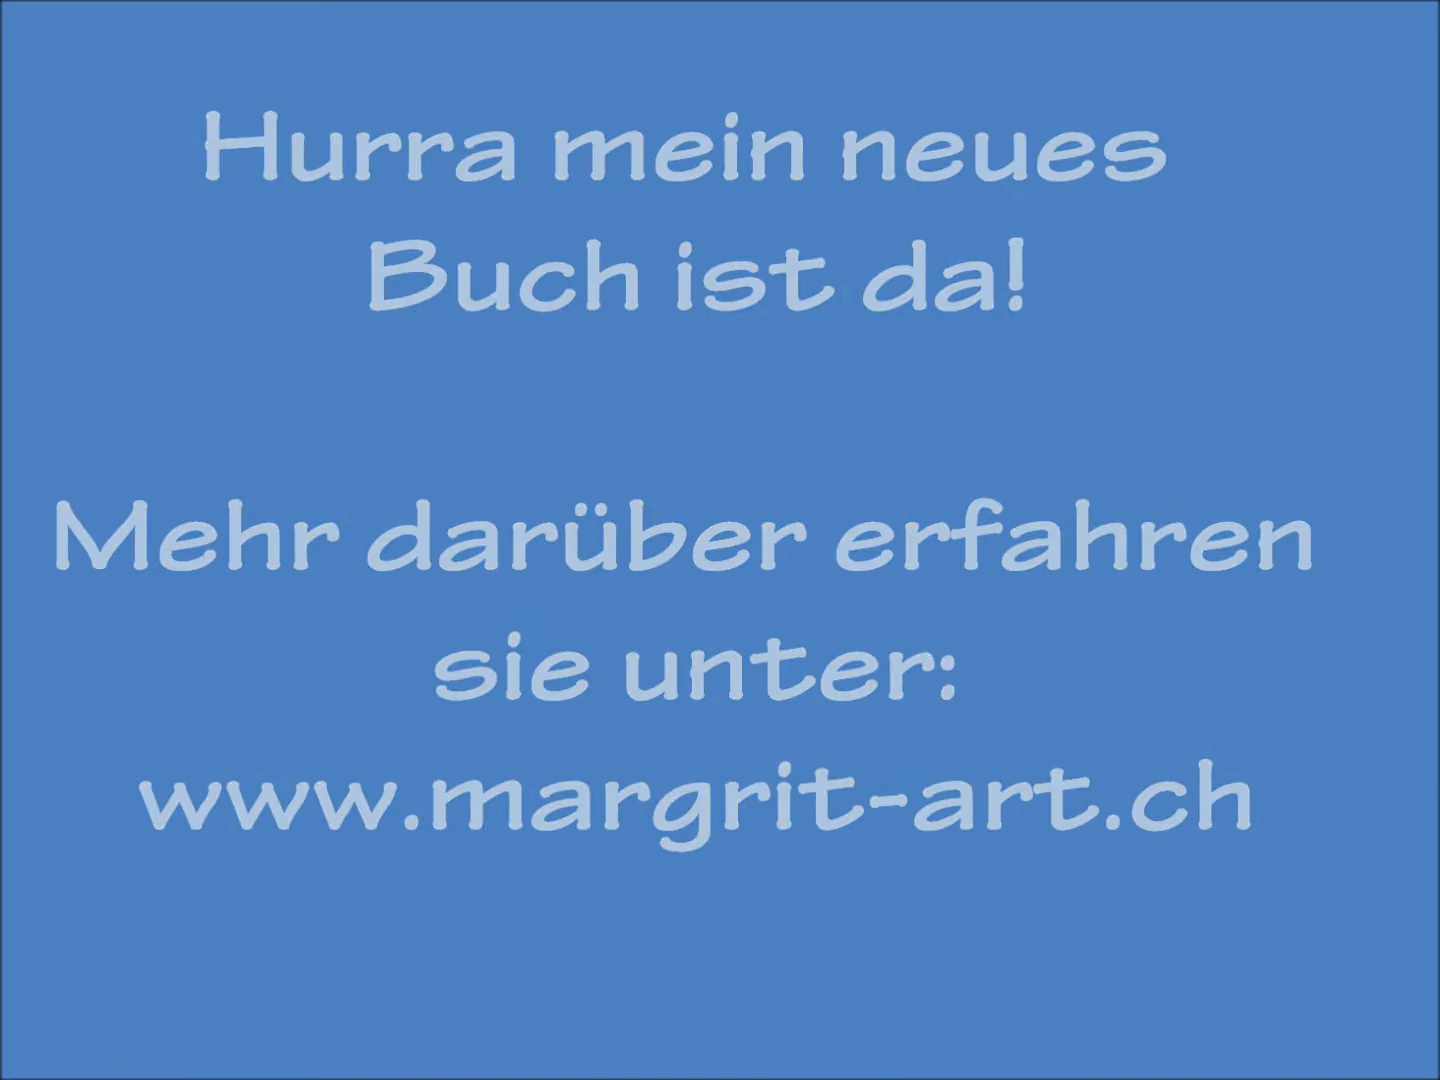 Hurra mein neues
Buch ist da!
Mehr darüber erfahren
sie unter:
www.margrit-art.ch